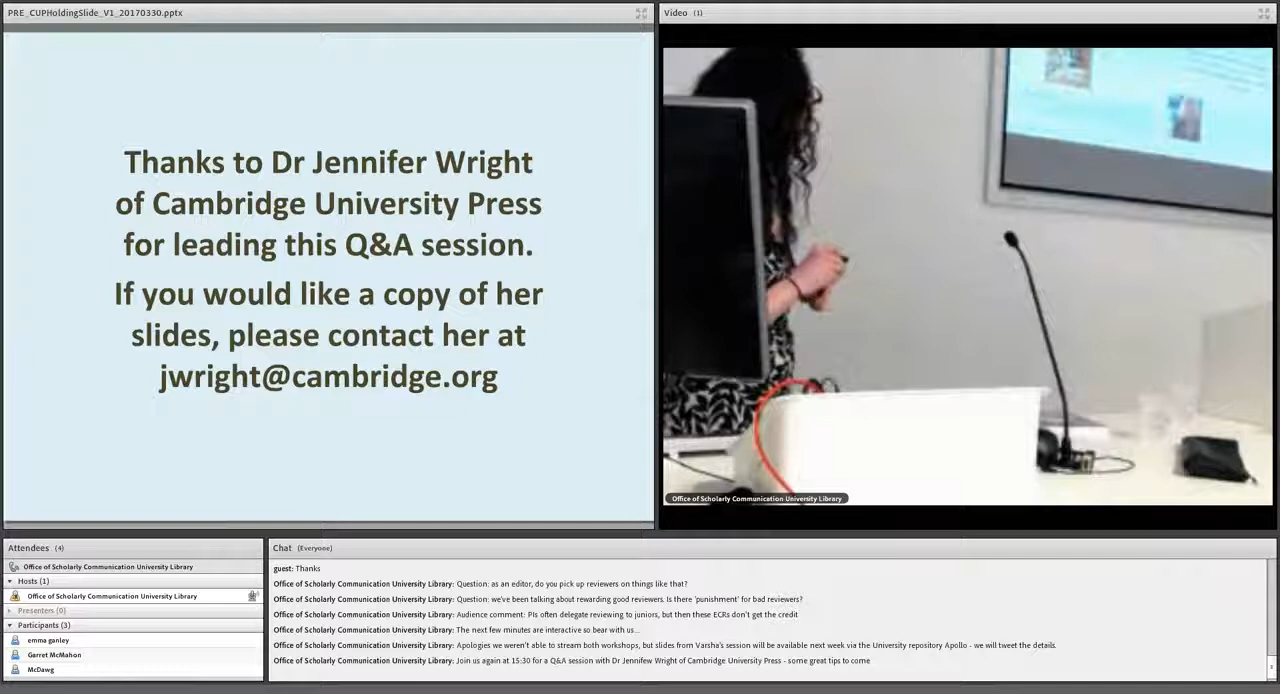 PRE_CUPHoldingSlide_V1_20170330.pptx
Thanks to Dr Jennifer Wright
of Cambridge University Press
for leading this Q&A session.
If you would like a copy of her
slides, please contact her at
jwright@cambridge.org
Video (1)
Office of Scholarly Communication University Library
Attendees (4)
Office of Scholarly Communication University Library
Hosts (1)
Office of Scholarly Communication University Library
Presenters (0)
Participants (3)
emma ganley
Garret McMahon
McDawg
Chat (Everyone)
guest: Thanks
Office of Scholarly Communication University Library: Question: as an editor, do you pick up reviewers on things like that?
Office of Scholarly Communication University Library: Question: we've been talking about rewarding good reviewers. Is there 'punishment' for bad reviewers?
Office of Scholarly Communication University Library: Audience comment: PIs often delegate reviewing to juniors, but then these ECRs don't get the credit
Office of Scholarly Communication University Library: The next few minutes are interactive so bear with us...
Office of Scholarly Communication University Library: Apologies we weren't able to stream both workshops, but slides from Varsha's session will be available next week via the University repository Apollo - we will tweet the details.
Office of Scholarly Communication University Library: Join us again at 15:30 for a Q&A session with Dr Jennifew Wright of Cambridge University Press - some great tips to come